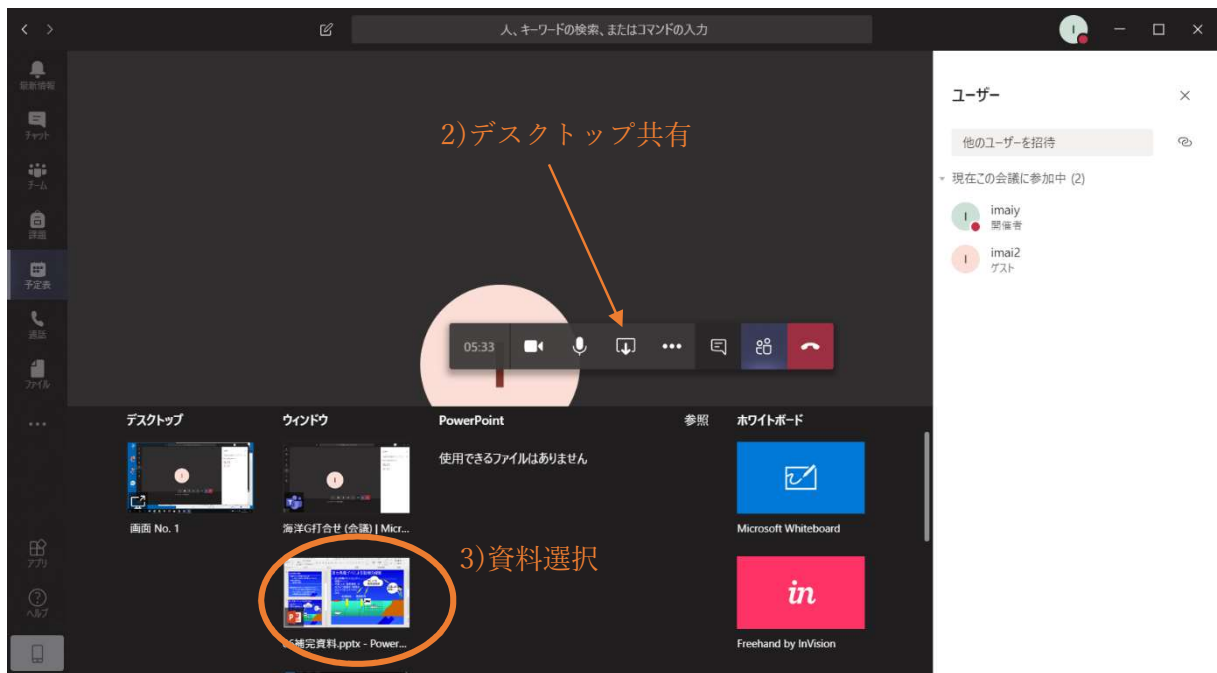 人、キーワードの検索、またはコマンドの入力
I
最新情報
チャット
チーム
課題
予定表
通話
ファイル
アプリ
ヘルプ
2)デスクトップ共有
05:33
デスクトップ
画面 No. 1
ウィンドウ
海洋G打合せ (会議) | Micr...
補完資料.pptx - Power...
3)資料選択
PowerPoint
参照
使用できるファイルはありません
ホワイトボード
Microsoft Whiteboard
in
Freehand by InVision
ユーザー
他のユーザーを招待
現在この会議に参加中 (2)
I
imaiy
開催者
I
imai2
ゲスト